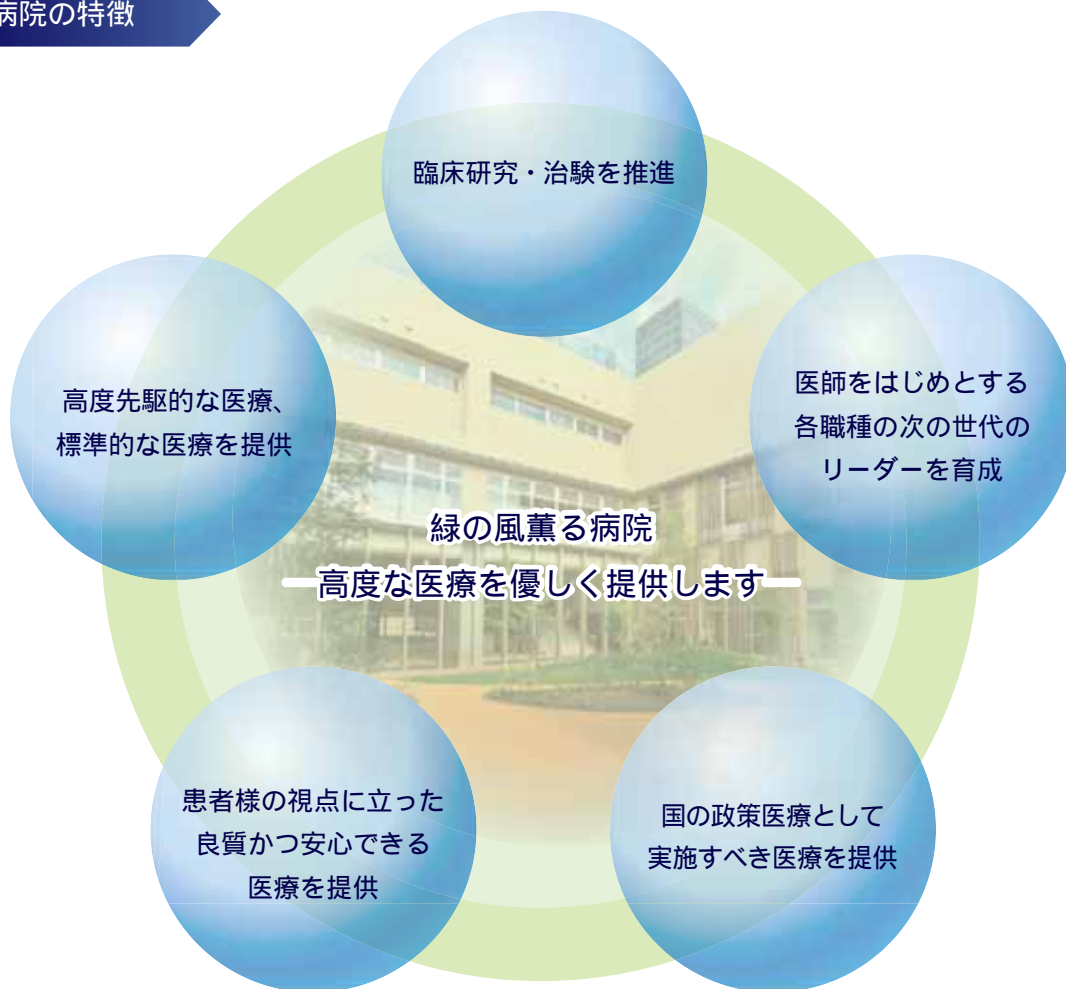 病院の特徴
臨床研究・治験を推進
高度先駆的な医療、
標準的な医療を提供
医師をはじめとする
各職種の次の世代の
リーダーを育成
緑の風薫る病院
―高度な医療を優しく提供します―
患者様の視点に立った
良質かつ安心できる
医療を提供
国の政策医療として
実施すべき医療を提供